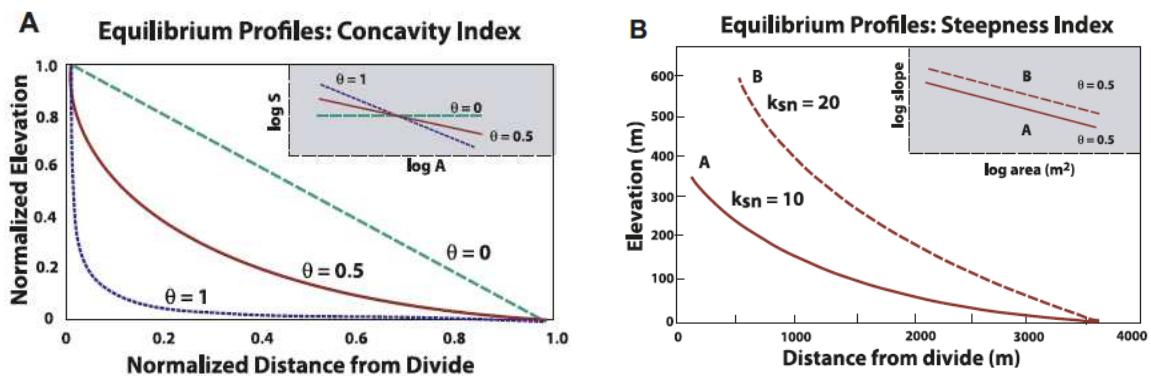 A
Equilibrium Profiles: Concavity Index
Normalized Elevation
1.0
0.8
0.6
0.4
0.2
0
0
0.2
0.4
0.6
0.8
1.0
Normalized Distance from Divide
θ = 0
θ = 0.5
θ = 1
log S
log A
θ = 1
θ = 0
θ = 0.5
B
Equilibrium Profiles: Steepness Index
Elevation (m)
600
500
400
300
200
100
0
0
1000
2000
3000
4000
Distance from divide (m)
B
ksn = 20
A
ksn = 10
log slope
log area (m²)
B
θ = 0.5
A
θ = 0.5